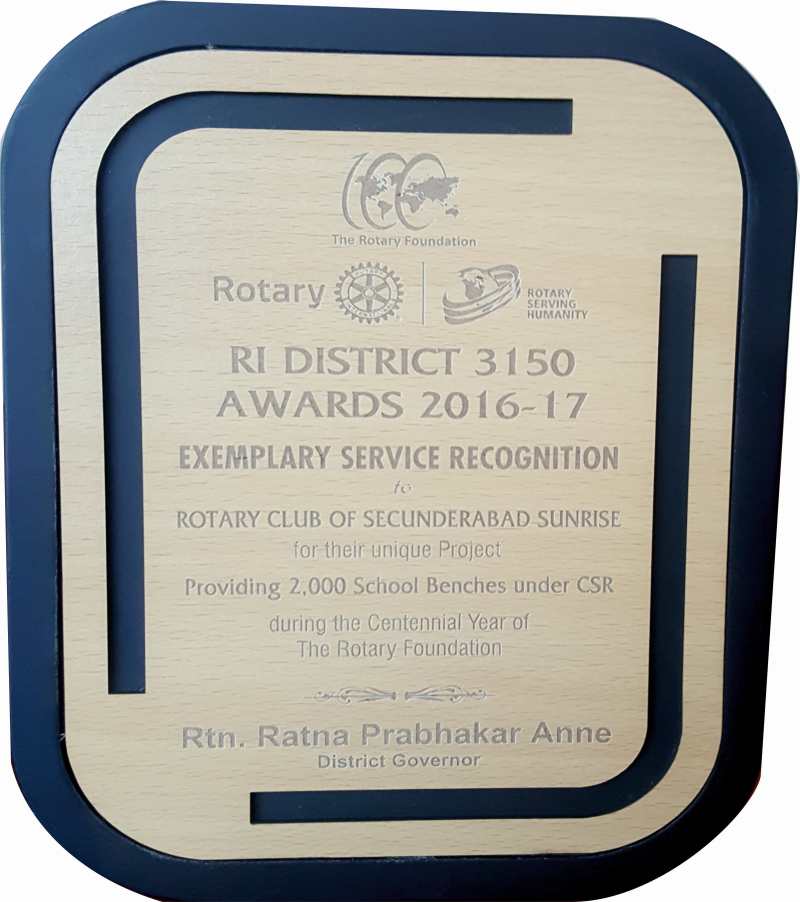 100
The Rotary Foundation
Rotary
ROTARY
SERVING
HUMANITY
RI DISTRICT 3150
AWARDS 2016-17
EXEMPLARY SERVICE RECOGNITION
to
ROTARY CLUB OF SECUNDERABAD SUNRISE
for their unique Project
Providing 2,000 School Benches under CSR
during the Centennial Year of
The Rotary Foundation
Rtn. Ratna Prabhakar Anne
District Governor